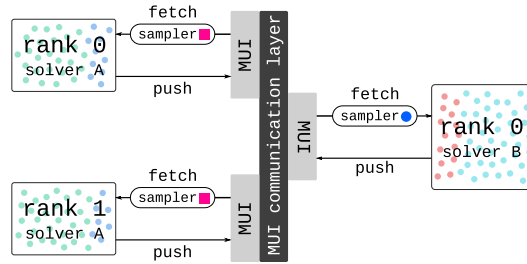 fetch
sampler
rank 0
solver A
push
MUI
MUI communication layer
MUI
fetch
sampler
rank 0
solver B
push
fetch
sampler
rank 1
solver A
push
MUI